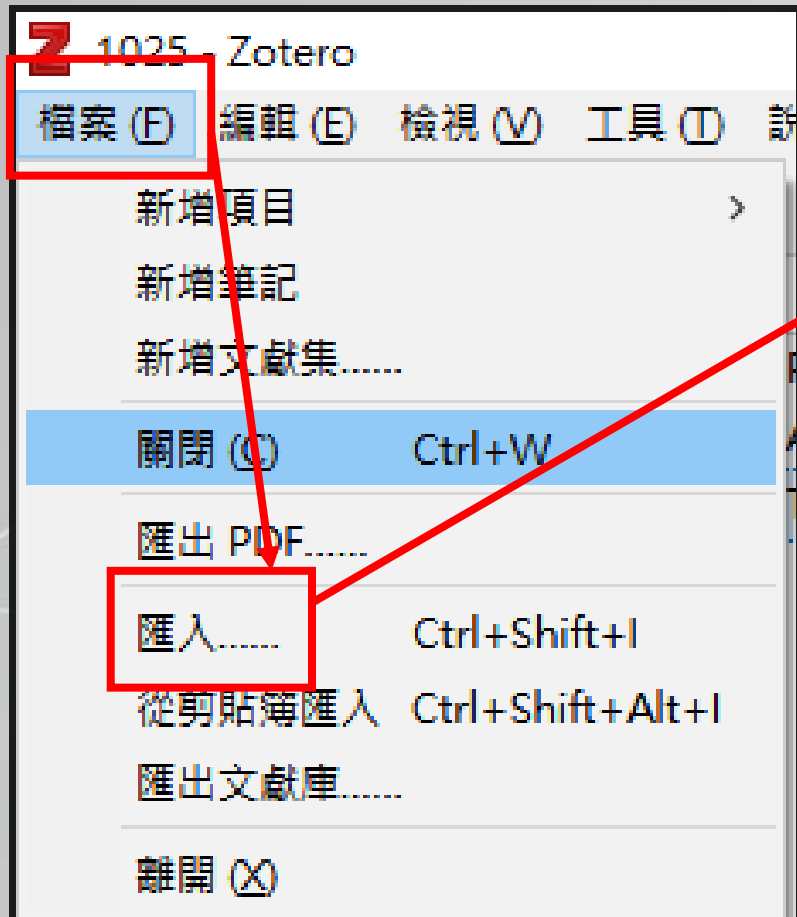 1025 - Zotero
檔案 (F) 編輯 (E) 檢視 (V) 工具 (T) 說
新增項目 >
新增筆記
新增文獻集......
關閉 (C) Ctrl+W
匯出 PDF......
匯入...... Ctrl+Shift+I
從剪貼簿匯入 Ctrl+Shift+Alt+I
匯出文獻庫......
離開 (X)